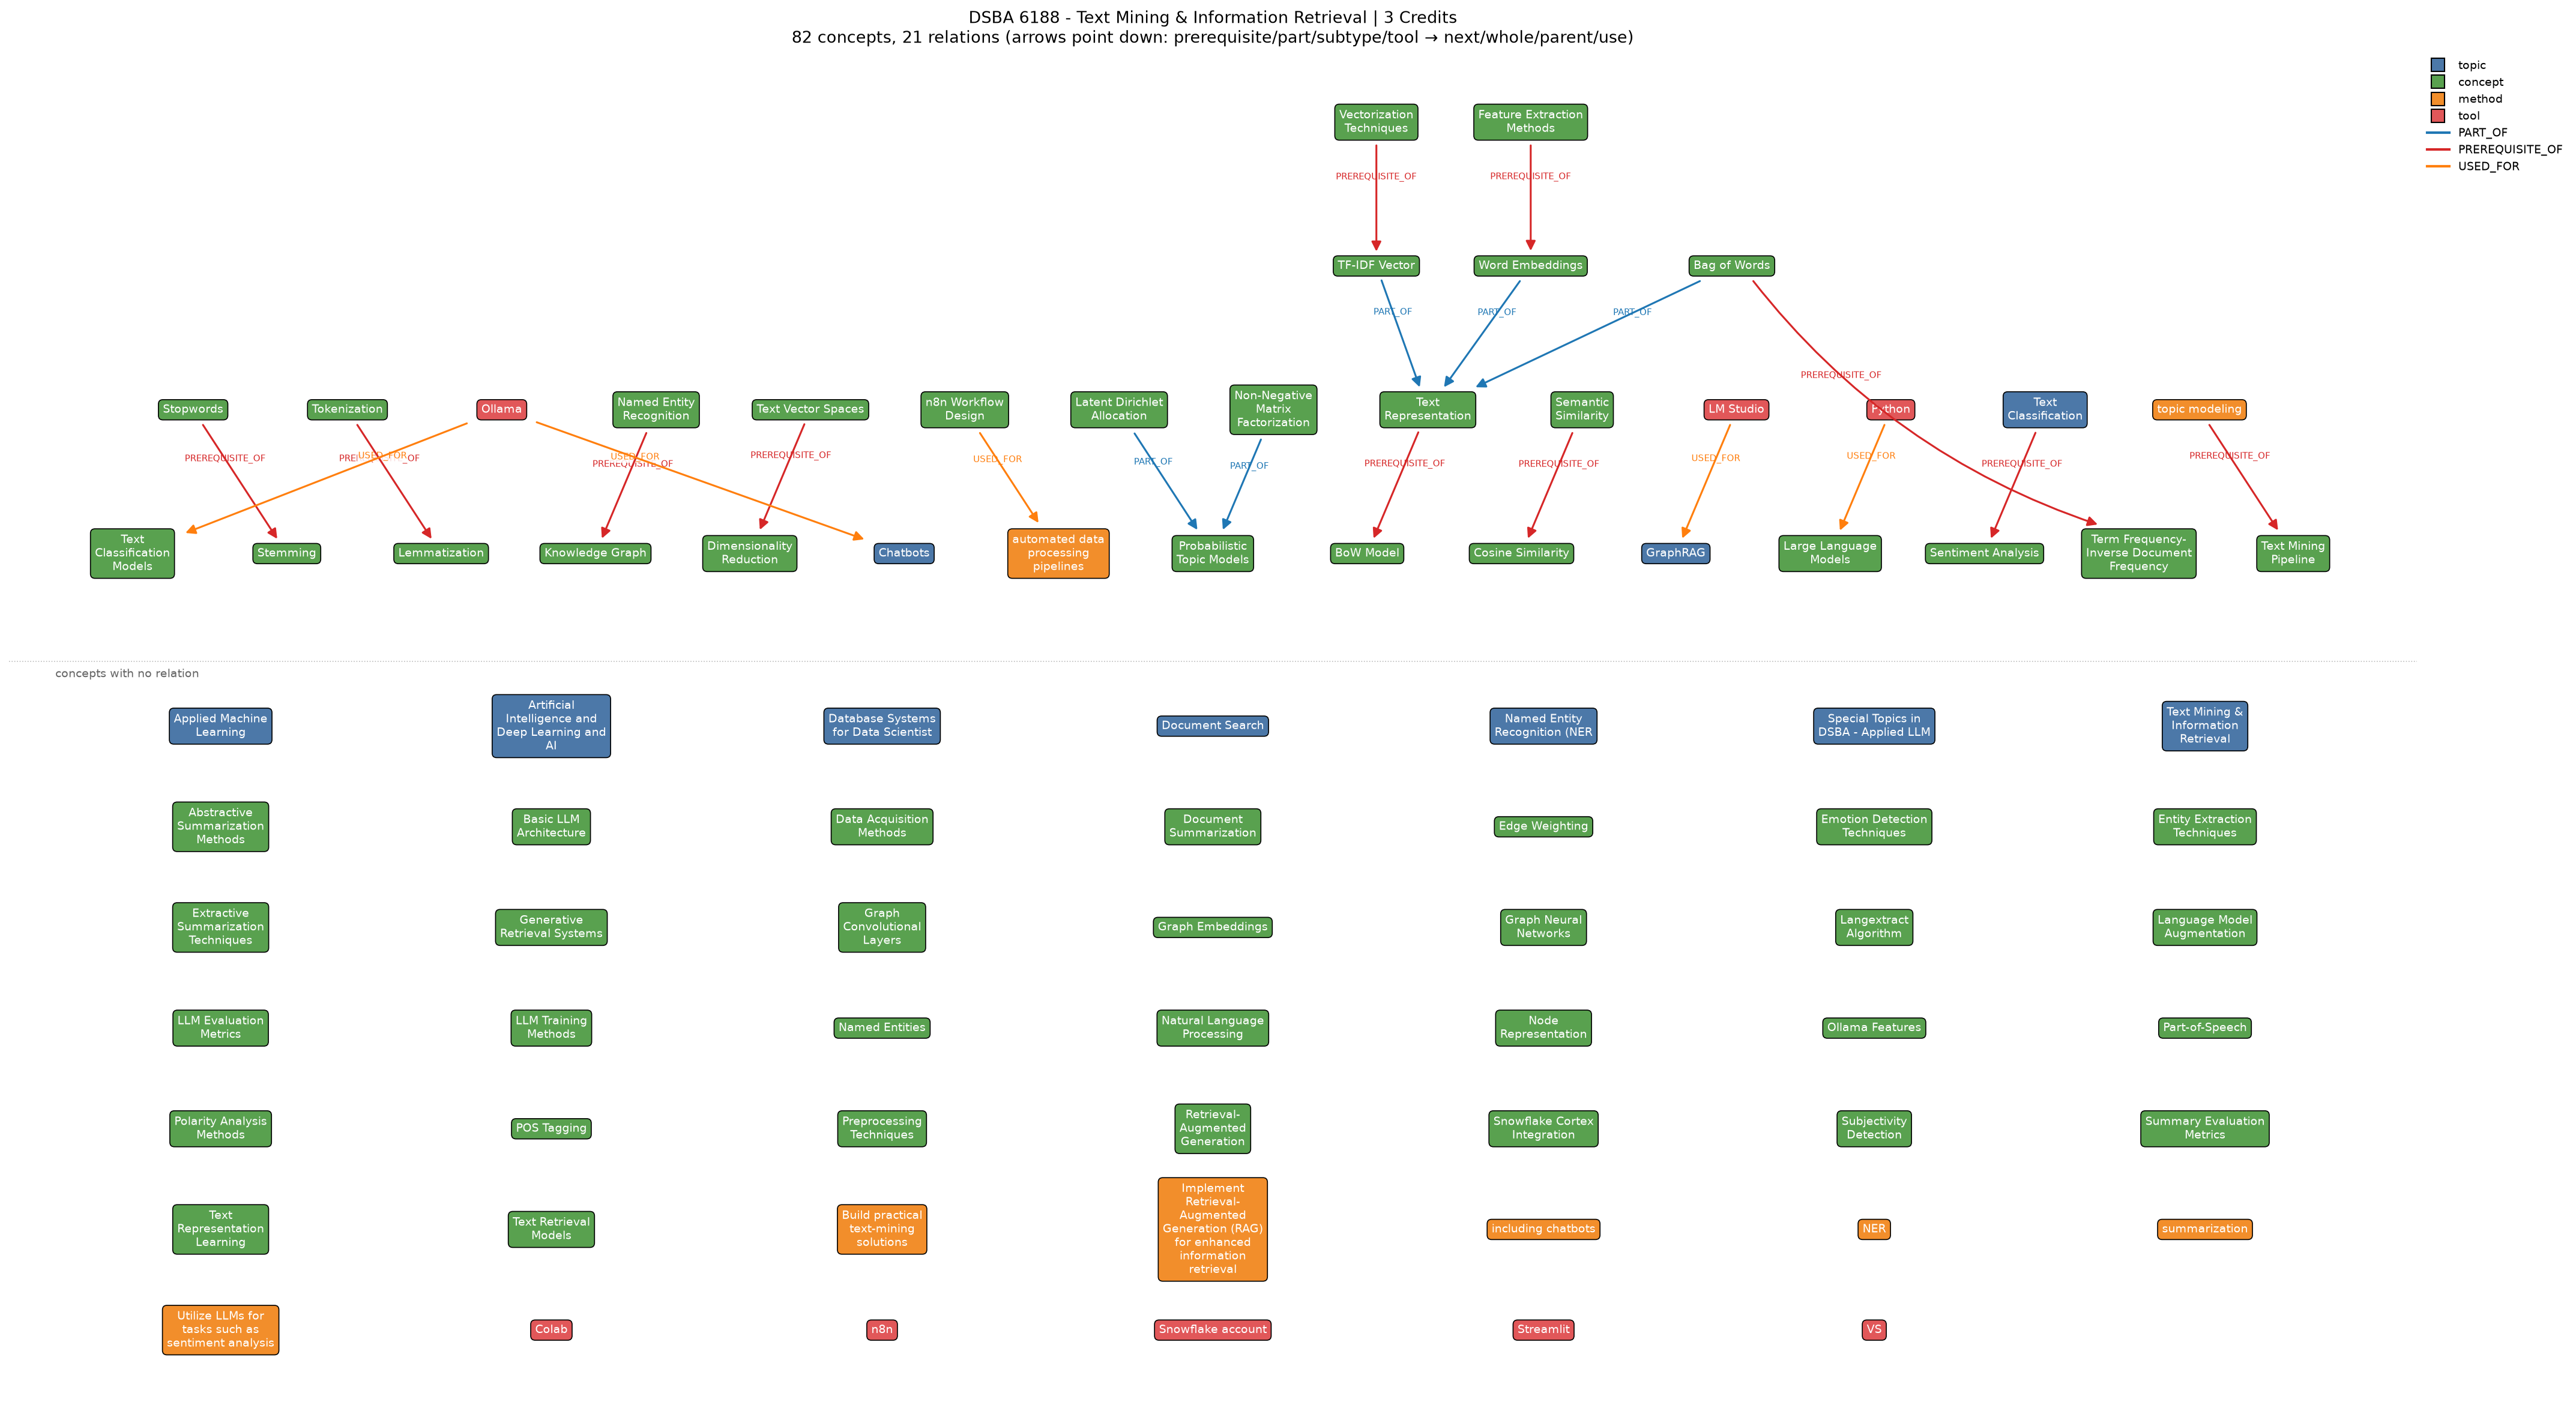 DSBA 6188 - Text Mining & Information Retrieval | 3 Credits
82 concepts, 21 relations (arrows point down: prerequisite/part/subtype/tool → next/whole/parent/use)
topic
concept
method
tool
PART_OF
PREREQUISITE_OF
USED_FOR
Vectorization
Techniques
Feature Extraction
Methods
PREREQUISITE_OF
PREREQUISITE_OF
TF-IDF Vector
Word Embeddings
Bag of Words
PART_OF
PART_OF
PART_OF
PREREQUISITE_OF
Stopwords
Tokenization
Ollama
Named Entity
Recognition
Text Vector Spaces
n8n Workflow
Design
Latent Dirichlet
Allocation
Non-Negative
Matrix
Factorization
Text
Representation
Semantic
Similarity
LM Studio
Python
Text
Classification
topic modeling
PREREQUISITE_OF
PREREQUISITE_OF
USED_FOR
USED_FOR
PREREQUISITE_OF
PREREQUISITE_OF
USED_FOR
PART_OF
PART_OF
PREREQUISITE_OF
PREREQUISITE_OF
USED_FOR
USED_FOR
PREREQUISITE_OF
PREREQUISITE_OF
Text
Classification
Models
Stemming
Lemmatization
Knowledge Graph
Dimensionality
Reduction
Chatbots
automated data
processing
pipelines
Probabilistic
Topic Models
BoW Model
Cosine Similarity
GraphRAG
Large Language
Models
Sentiment Analysis
Term Frequency-
Inverse Document
Frequency
Text Mining
Pipeline
concepts with no relation
Applied Machine
Learning
Artificial
Intelligence and
Deep Learning and
AI
Database Systems
for Data Scientist
Document Search
Named Entity
Recognition (NER
Special Topics in
DSBA - Applied LLM
Text Mining &
Information
Retrieval
Abstractive
Summarization
Methods
Basic LLM
Architecture
Data Acquisition
Methods
Document
Summarization
Edge Weighting
Emotion Detection
Techniques
Entity Extraction
Techniques
Extractive
Summarization
Techniques
Generative
Retrieval Systems
Graph
Convolutional
Layers
Graph Embeddings
Graph Neural
Networks
Langextract
Algorithm
Language Model
Augmentation
LLM Evaluation
Metrics
LLM Training
Methods
Named Entities
Natural Language
Processing
Node
Representation
Ollama Features
Part-of-Speech
Polarity Analysis
Methods
POS Tagging
Preprocessing
Techniques
Retrieval-
Augmented
Generation
Snowflake Cortex
Integration
Subjectivity
Detection
Summary Evaluation
Metrics
Text
Representation
Learning
Text Retrieval
Models
Build practical
text-mining
solutions
Implement
Retrieval-
Augmented
Generation (RAG)
for enhanced
information
retrieval
including chatbots
NER
summarization
Utilize LLMs for
tasks such as
sentiment analysis
Colab
n8n
Snowflake account
Streamlit
VS